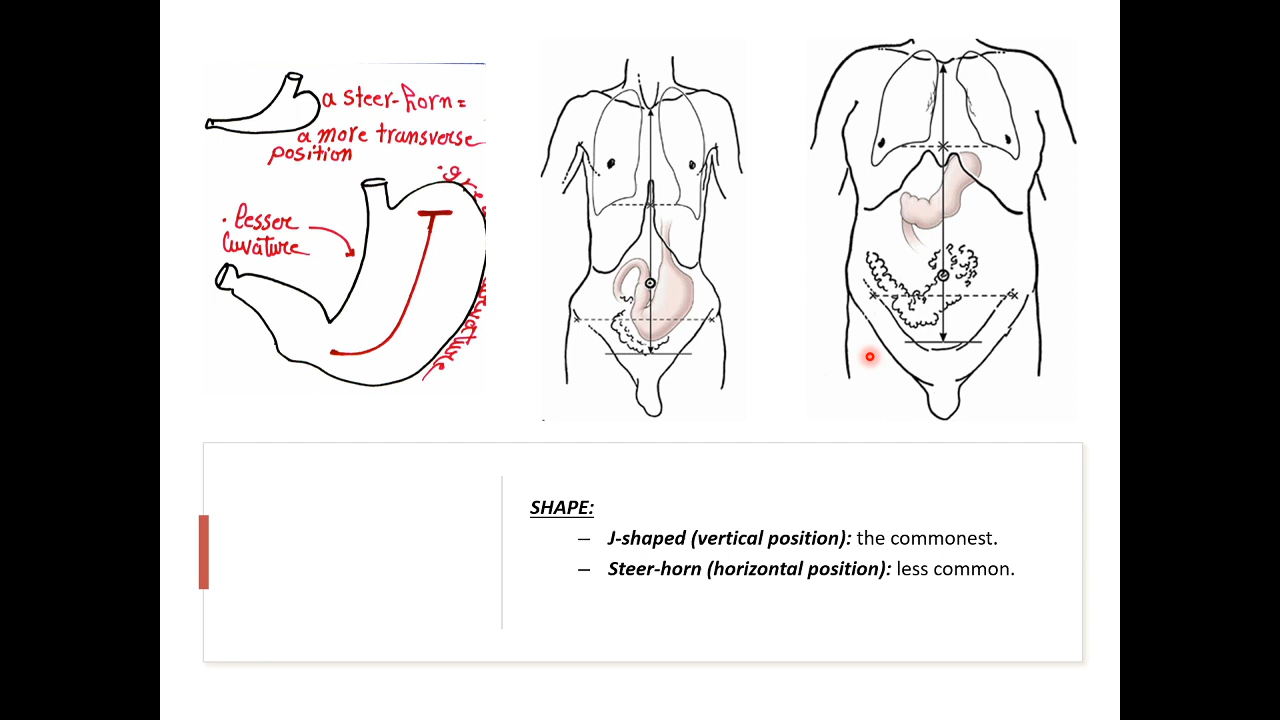 a steer-horn =
a more transverse
position
lesser
Curvature
SHAPE:
– J-shaped (vertical position): the commonest.
– Steer-horn (horizontal position): less common.